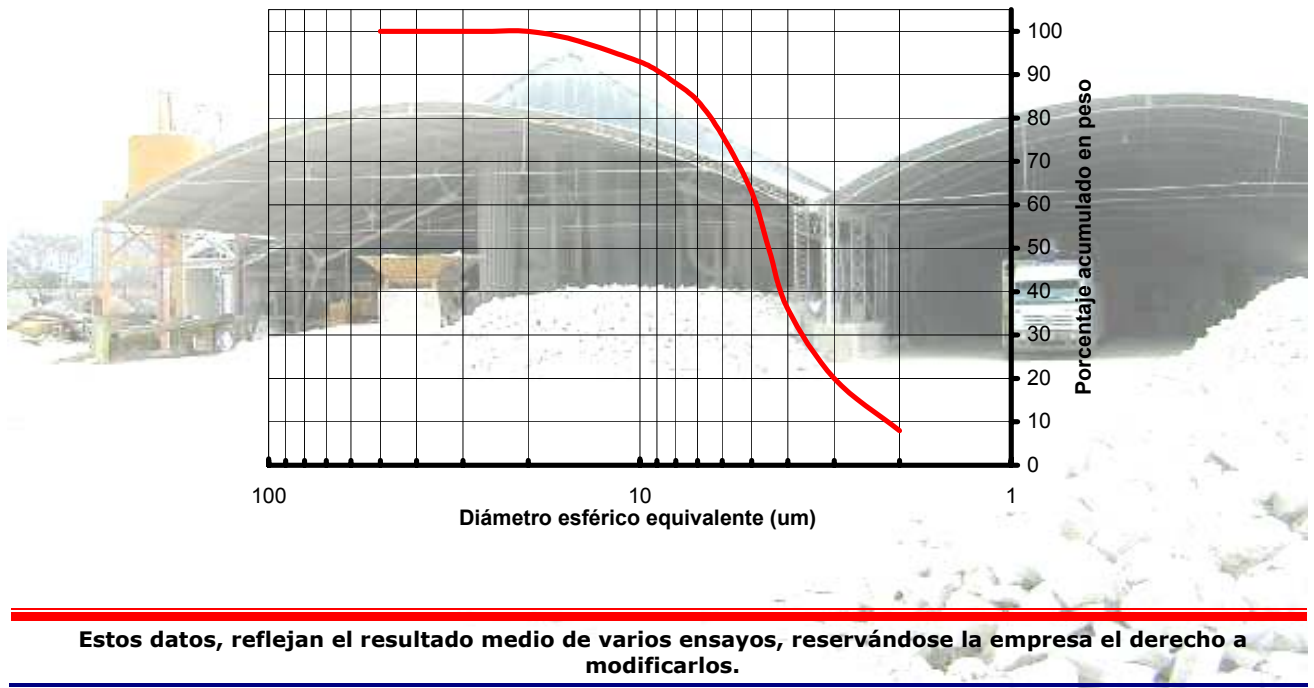 100
90
80
70
60
50
40
30
20
10
0
Porcentaje acumulado en peso
100 10 1
Diámetro esférico equivalente (um)
Estos datos, reflejan el resultado medio de varios ensayos, reservándose la empresa el derecho a
modificarlos.